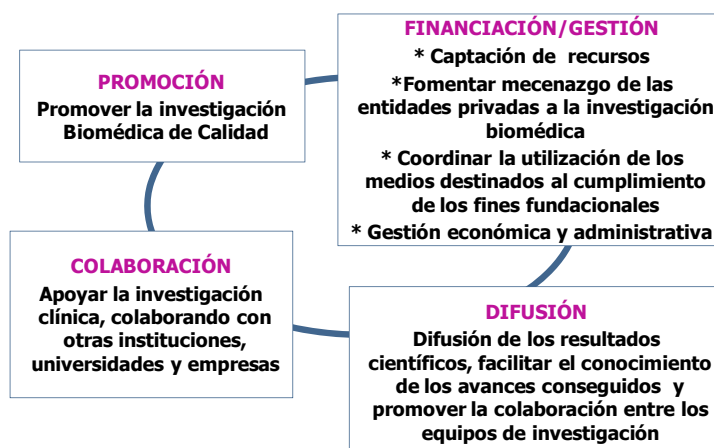 PROMOCIÓN
Promover la investigación
Biomédica de Calidad
FINANCIACIÓN/GESTIÓN
* Captación de recursos
*Fomentar mecenazgo de las
entidades privadas a la investigación
biomédica
* Coordinar la utilización de los
medios destinados al cumplimiento
de los fines fundacionales
* Gestión económica y administrativa
COLABORACIÓN
Apoyar la investigación
clínica, colaborando con
otras instituciones,
universidades y empresas
DIFUSIÓN
Difusión de los resultados
científicos, facilitar el conocimiento
de los avances conseguidos y
promover la colaboración entre los
equipos de investigación